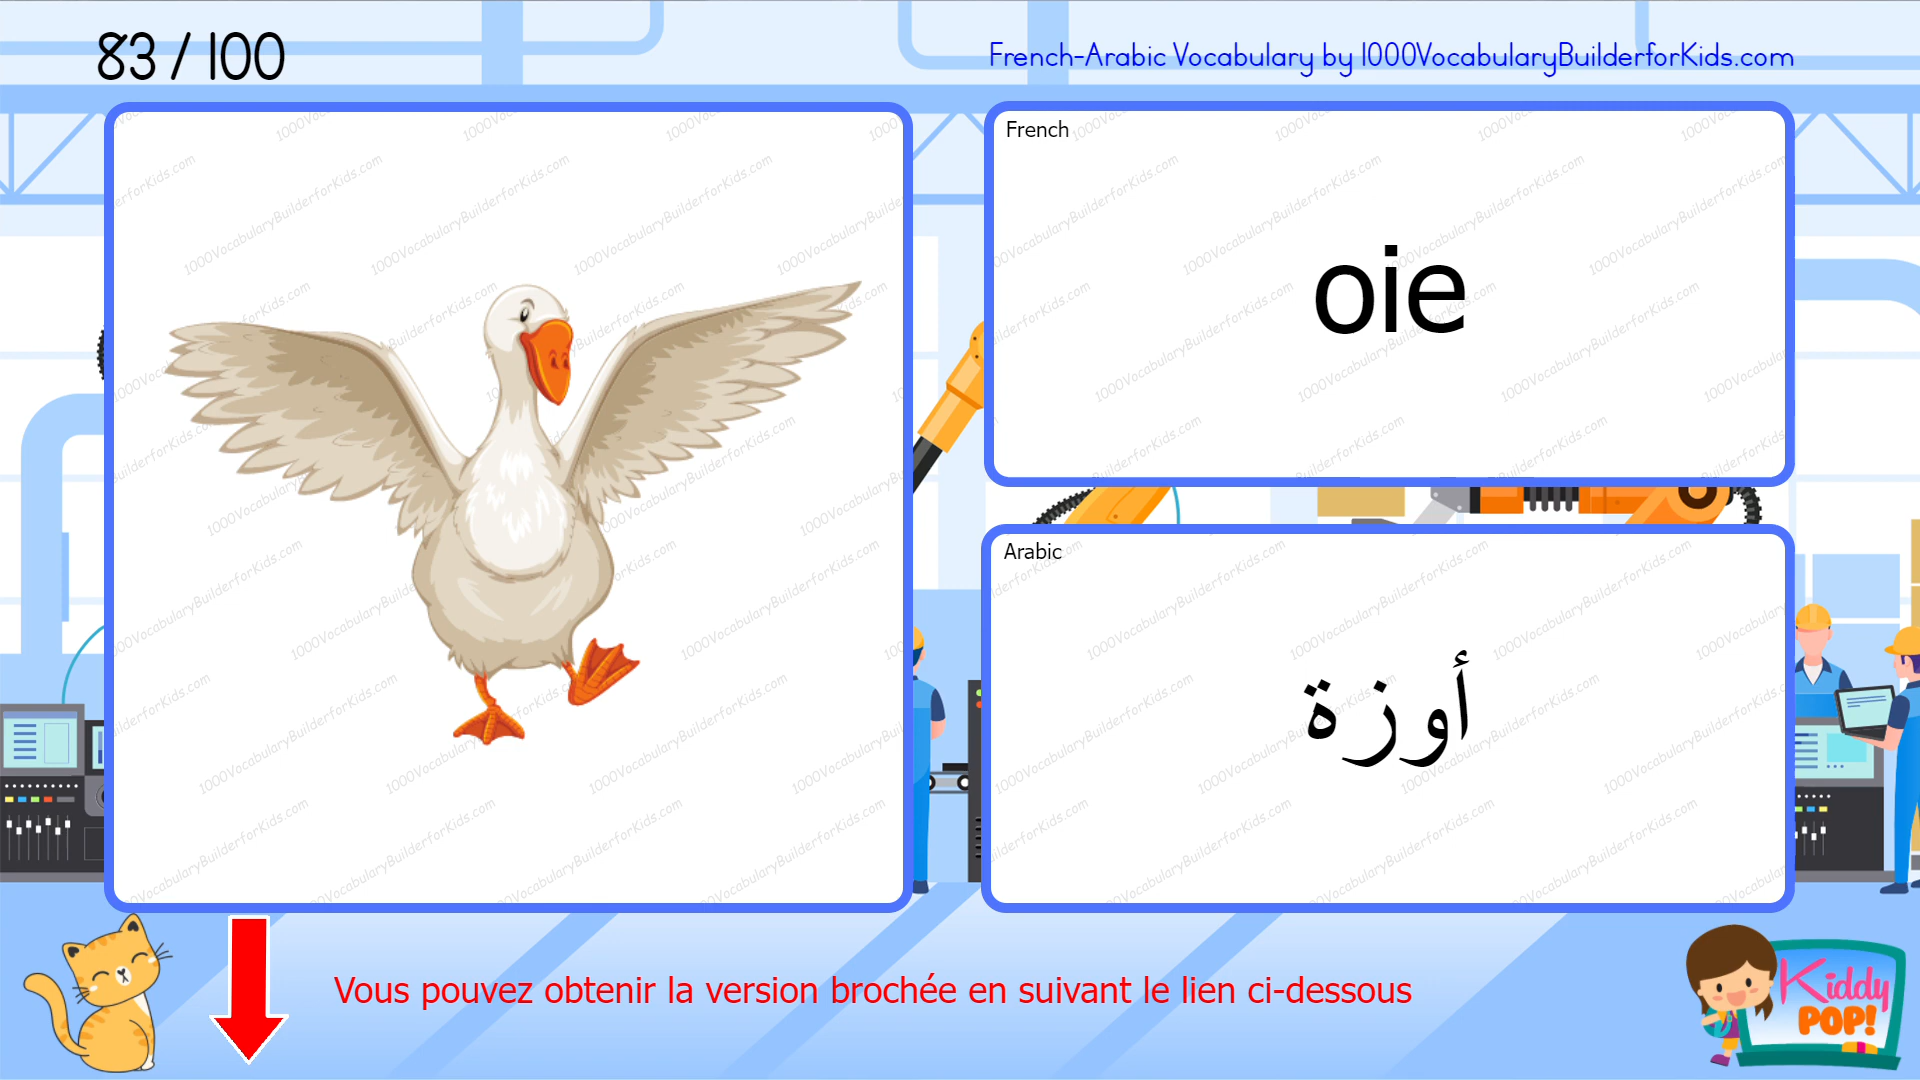 83 / 100
French-Arabic Vocabulary by 1000VocabularyBuilderforKids.com
French
oie
Arabic
أوزة
Vous pouvez obtenir la version brochée en suivant le lien ci-dessous
Kiddy
POP!